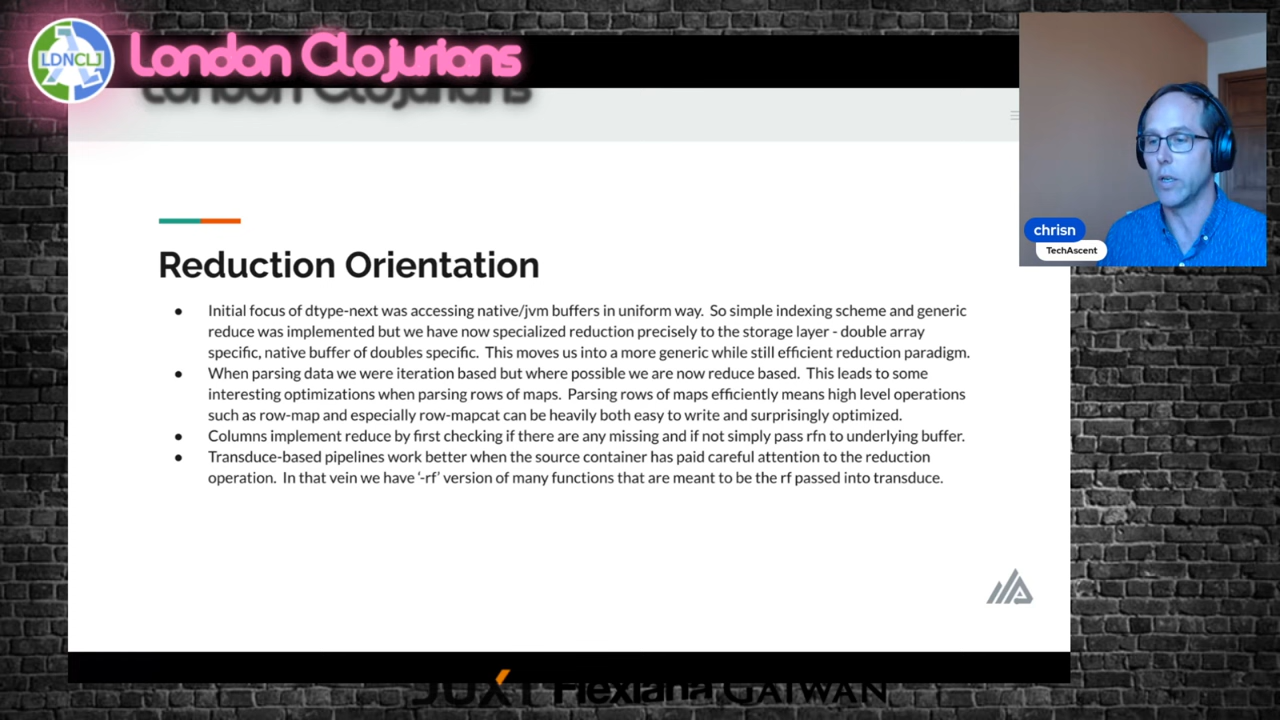 LDNCLJ
London Clojurians
chrisn
TechAscent
Reduction Orientation
● Initial focus of dtype-next was accessing native/jvm buffers in uniform way. So simple indexing scheme and generic
reduce was implemented but we have now specialized reduction precisely to the storage layer - double array
specific, native buffer of doubles specific. This moves us into a more generic while still efficient reduction paradigm.
● When parsing data we were iteration based but where possible we are now reduce based. This leads to some
interesting optimizations when parsing rows of maps. Parsing rows of maps efficiently means high level operations
such as row-map and especially row-mapcat can be heavily both easy to write and surprisingly optimized.
● Columns implement reduce by first checking if there are any missing and if not simply pass rfn to underlying buffer.
● Transduce-based pipelines work better when the source container has paid careful attention to the reduction
operation. In that vein we have ‘-rf’ version of many functions that are meant to be the rf passed into transduce.
JUXT Flexiana GAIWAN